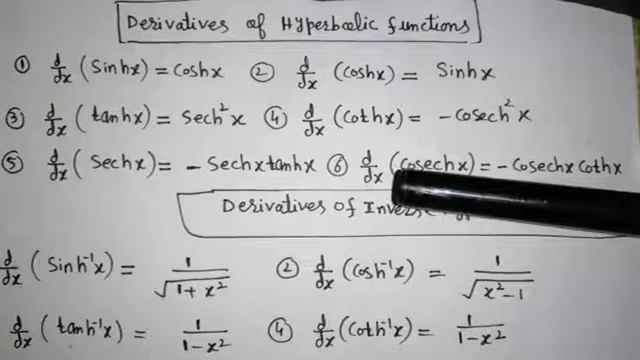 Derivatives of Hyperbolic functions
① d/dx (Sinhx) = Coshx ② d/dx (Coshx) = Sinhx
③ d/dx (tanhx) = Sech²x ④ d/dx (Cothx) = -Cosech²x
⑤ d/dx (Sechx) = - Sechxtanhx ⑥ d/dx (Cosechx) = - Cosechx Cothx
Derivatives of Inverse
d/dx (Sinh⁻¹x) = 1/√(1+x²) ② d/dx (Cosh⁻¹x) = 1/√(x²-1)
d/dx (tanh⁻¹x) = 1/(1-x²) ④ d/dx (Coth⁻¹x) = 1/(1-x²)